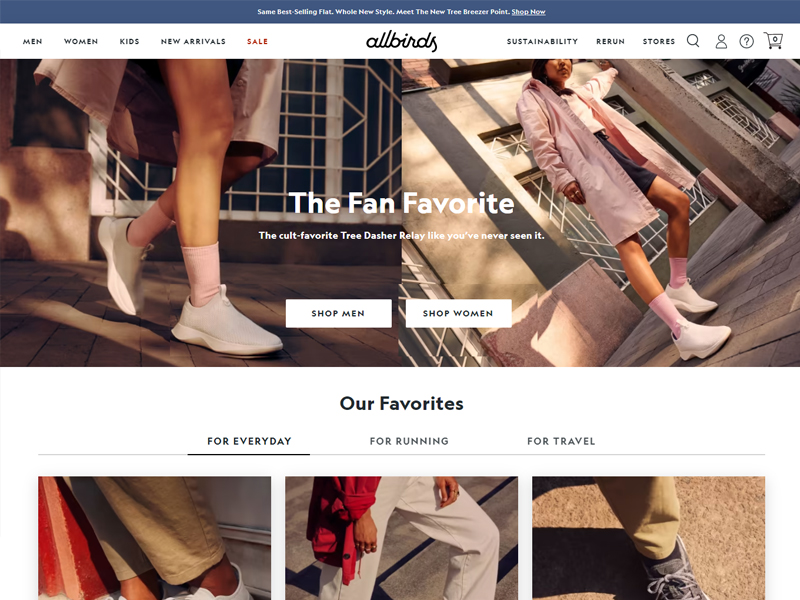 Same Best-Selling Flat. Whole New Style. Meet The New Tree Breezer Point. Shop Now
MEN WOMEN KIDS NEW ARRIVALS SALE allbirds SUSTAINABILITY RERUN STORES ? 0
The Fan Favorite
The cult-favorite Tree Dasher Relay like you've never seen it.
SHOP MEN SHOP WOMEN
Our Favorites
FOR EVERYDAY FOR RUNNING FOR TRAVEL